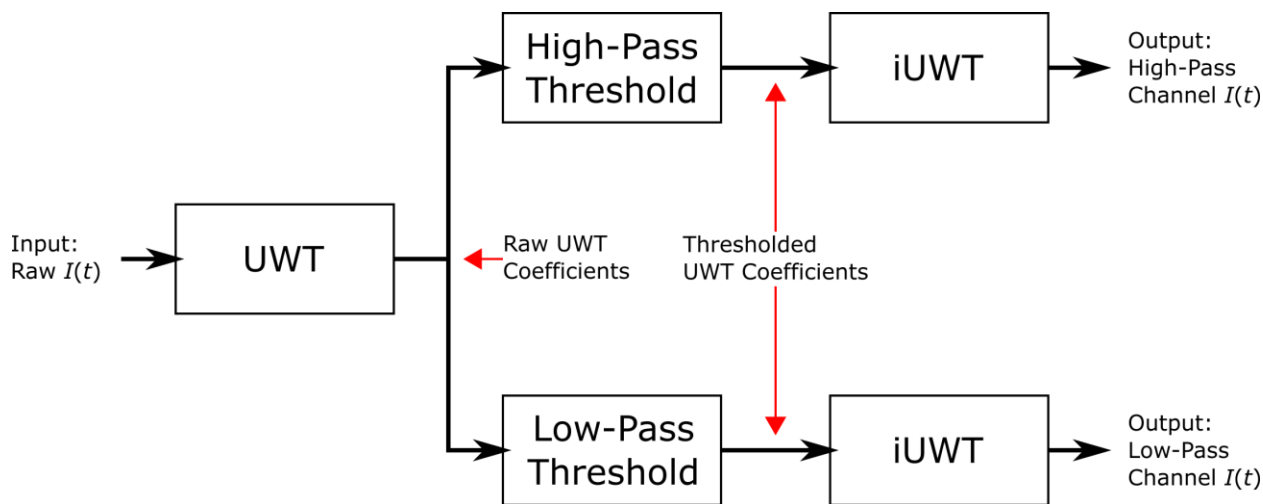 High-Pass
Threshold
iUWT
Output:
High-Pass
Channel I(t)
Input:
Raw I(t)
UWT
Raw UWT
Coefficients
Thresholded
UWT Coefficients
Low-Pass
Threshold
iUWT
Output:
Low-Pass
Channel I(t)